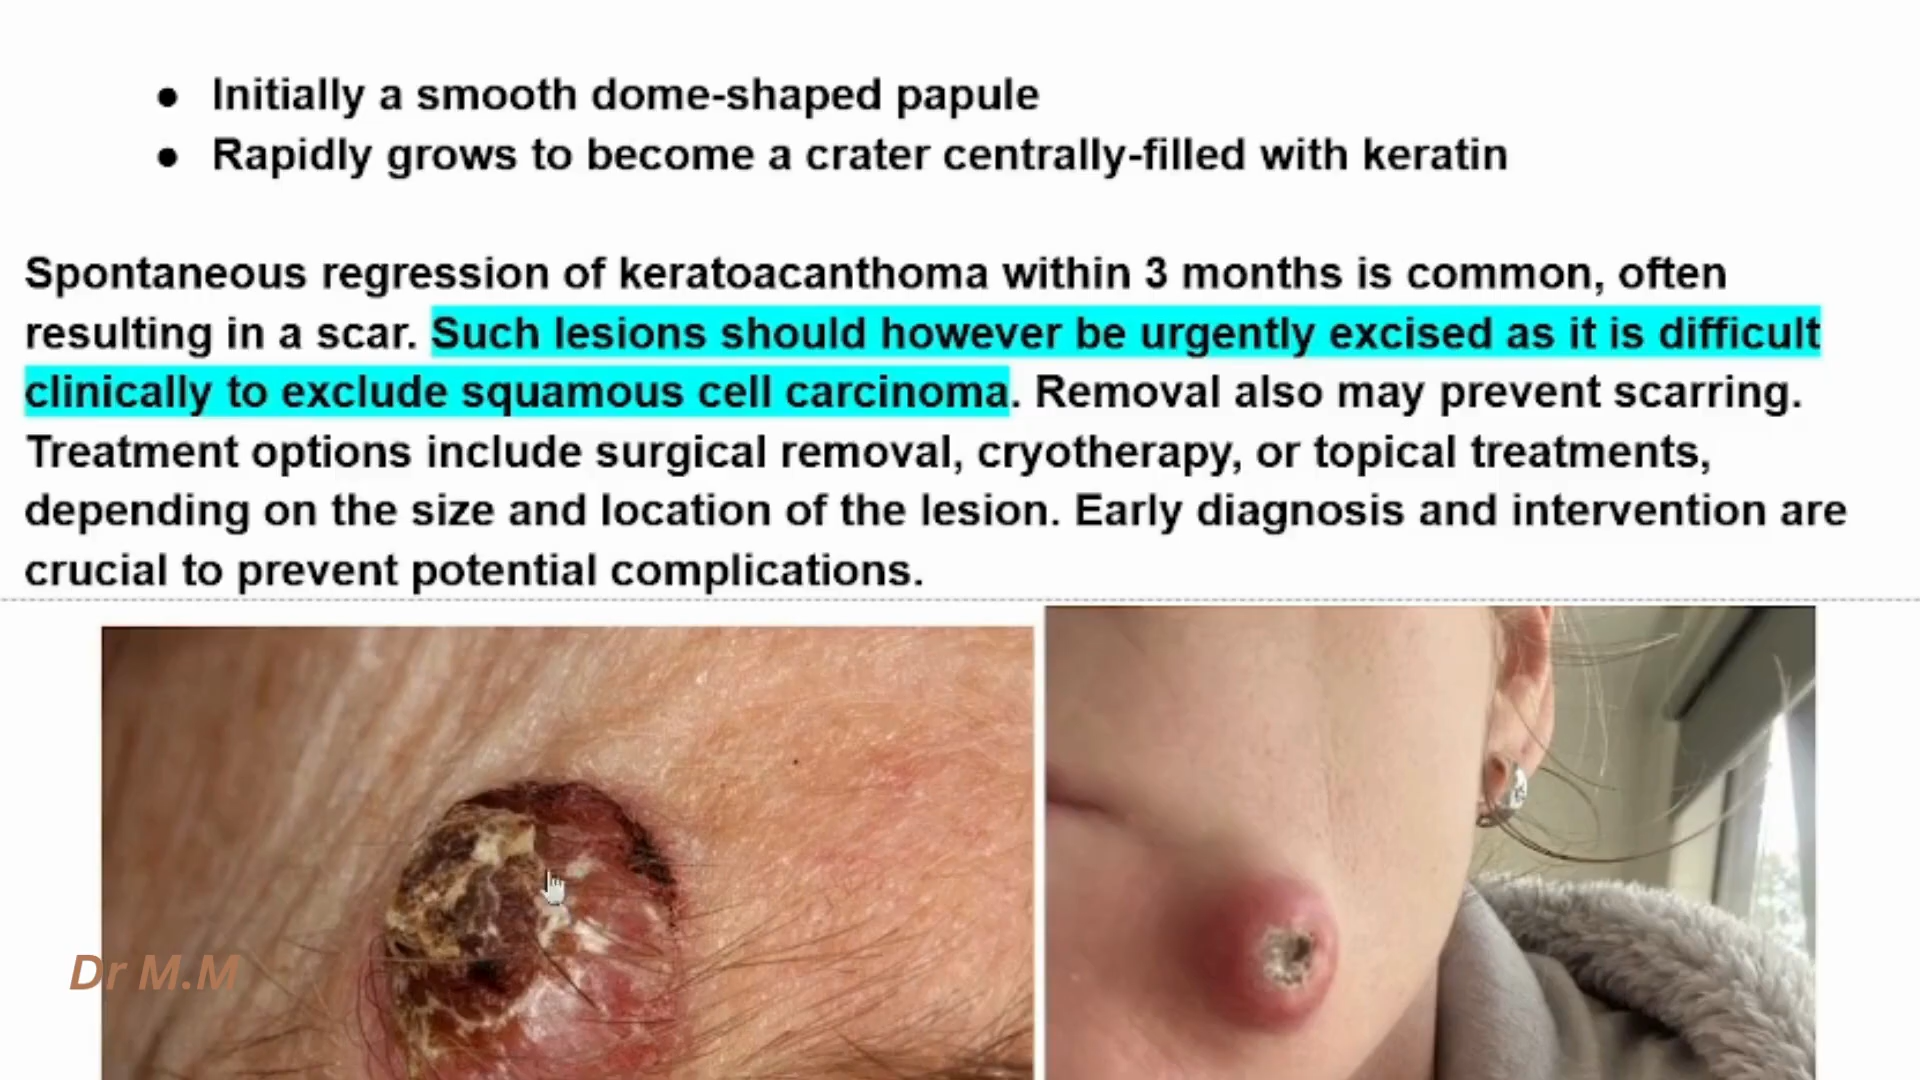 ● Initially a smooth dome-shaped papule
● Rapidly grows to become a crater centrally-filled with keratin
Spontaneous regression of keratoacanthoma within 3 months is common, often
resulting in a scar. Such lesions should however be urgently excised as it is difficult
clinically to exclude squamous cell carcinoma. Removal also may prevent scarring.
Treatment options include surgical removal, cryotherapy, or topical treatments,
depending on the size and location of the lesion. Early diagnosis and intervention are
crucial to prevent potential complications.
Dr M.M